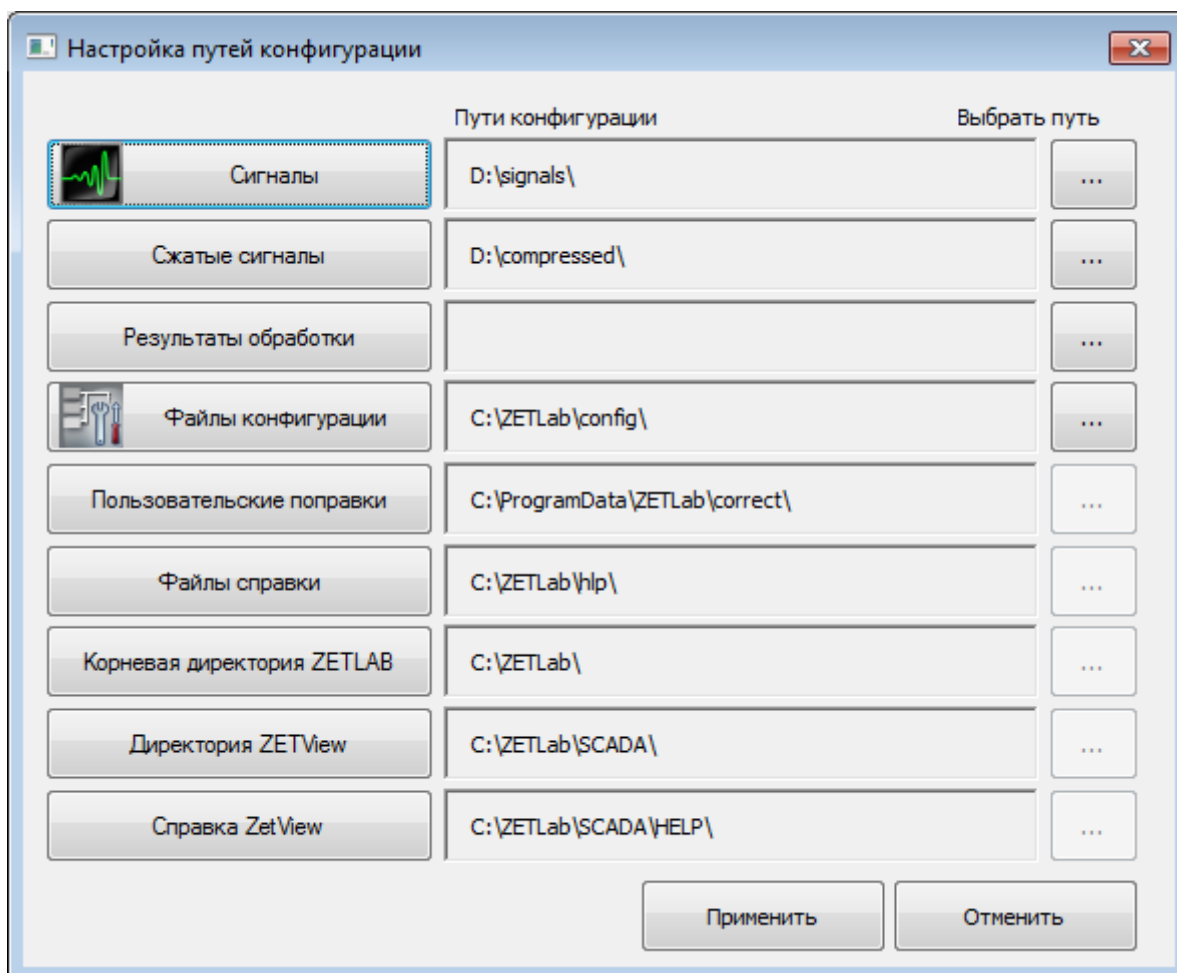 Настройка путей конфигурации
Пути конфигурации Выбрать путь
Сигналы D:\signals\ ...
Сжатые сигналы D:\compressed\ ...
Результаты обработки ...
Файлы конфигурации C:\ZETLab\config\ ...
Пользовательские поправки C:\ProgramData\ZETLab\correct\ ...
Файлы справки C:\ZETLab\hlp\ ...
Корневая директория ZETLAB C:\ZETLab\ ...
Директория ZETView C:\ZETLab\SCADA\ ...
Справка ZetView C:\ZETLab\SCADA\HELP\ ...
Применить Отменить